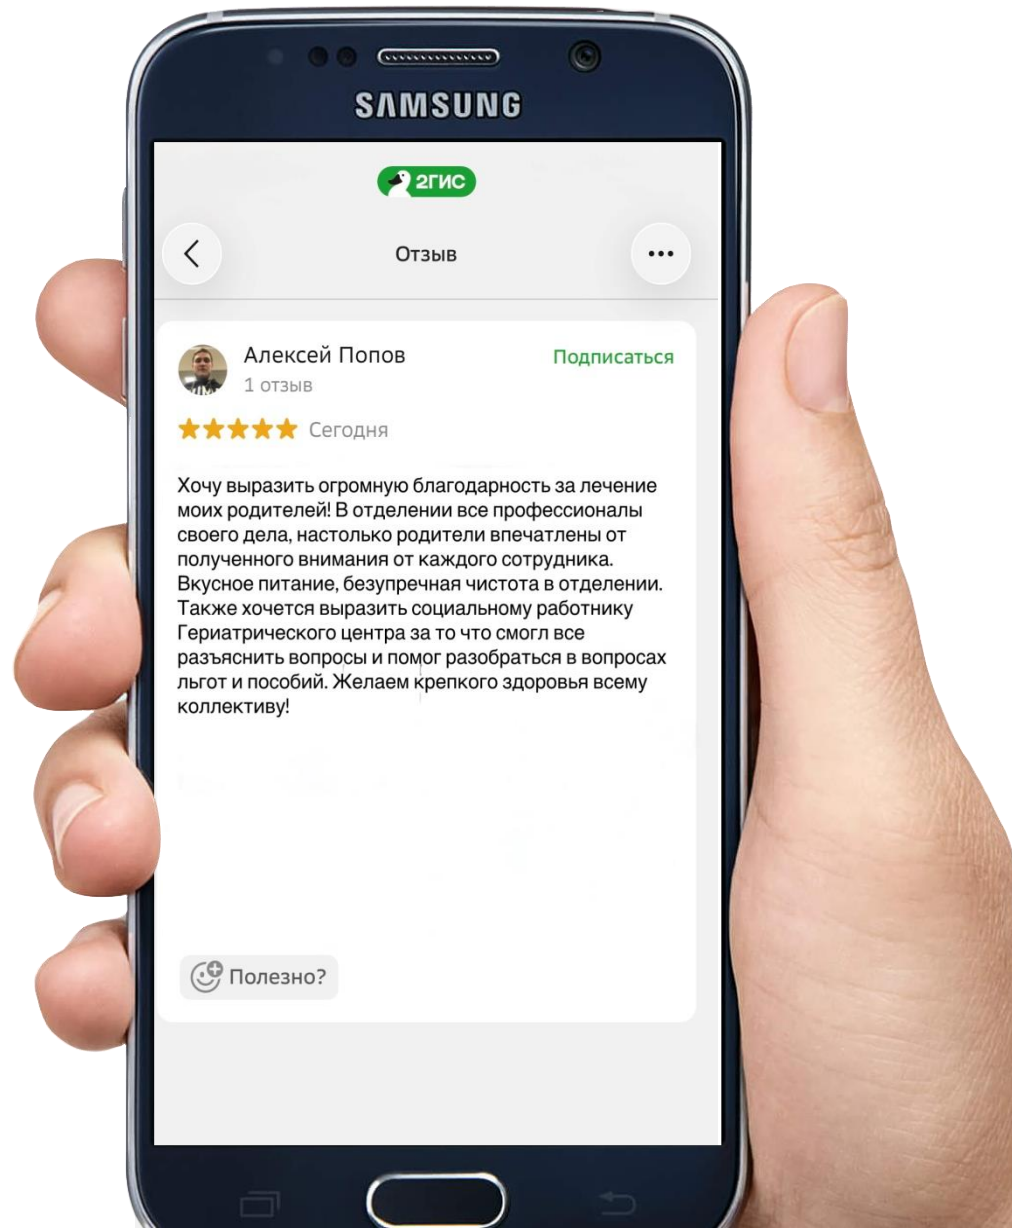 SAMSUNG
2ГИС
Отзыв
Алексей Попов
Подписаться
1 отзыв
Сегодня
Хочу выразить огромную благодарность за лечение
моих родителей! В отделении все профессионалы
своего дела, настолько родители впечатлены от
полученного внимания от каждого сотрудника.
Вкусное питание, безупречная чистота в отделении.
Также хочется выразить социальному работнику
Гериатрического центра за то что смогл все
разъяснить вопросы и помог разобраться в вопросах
льгот и пособий. Желаем крепкого здоровья всему
коллективу!
Полезно?